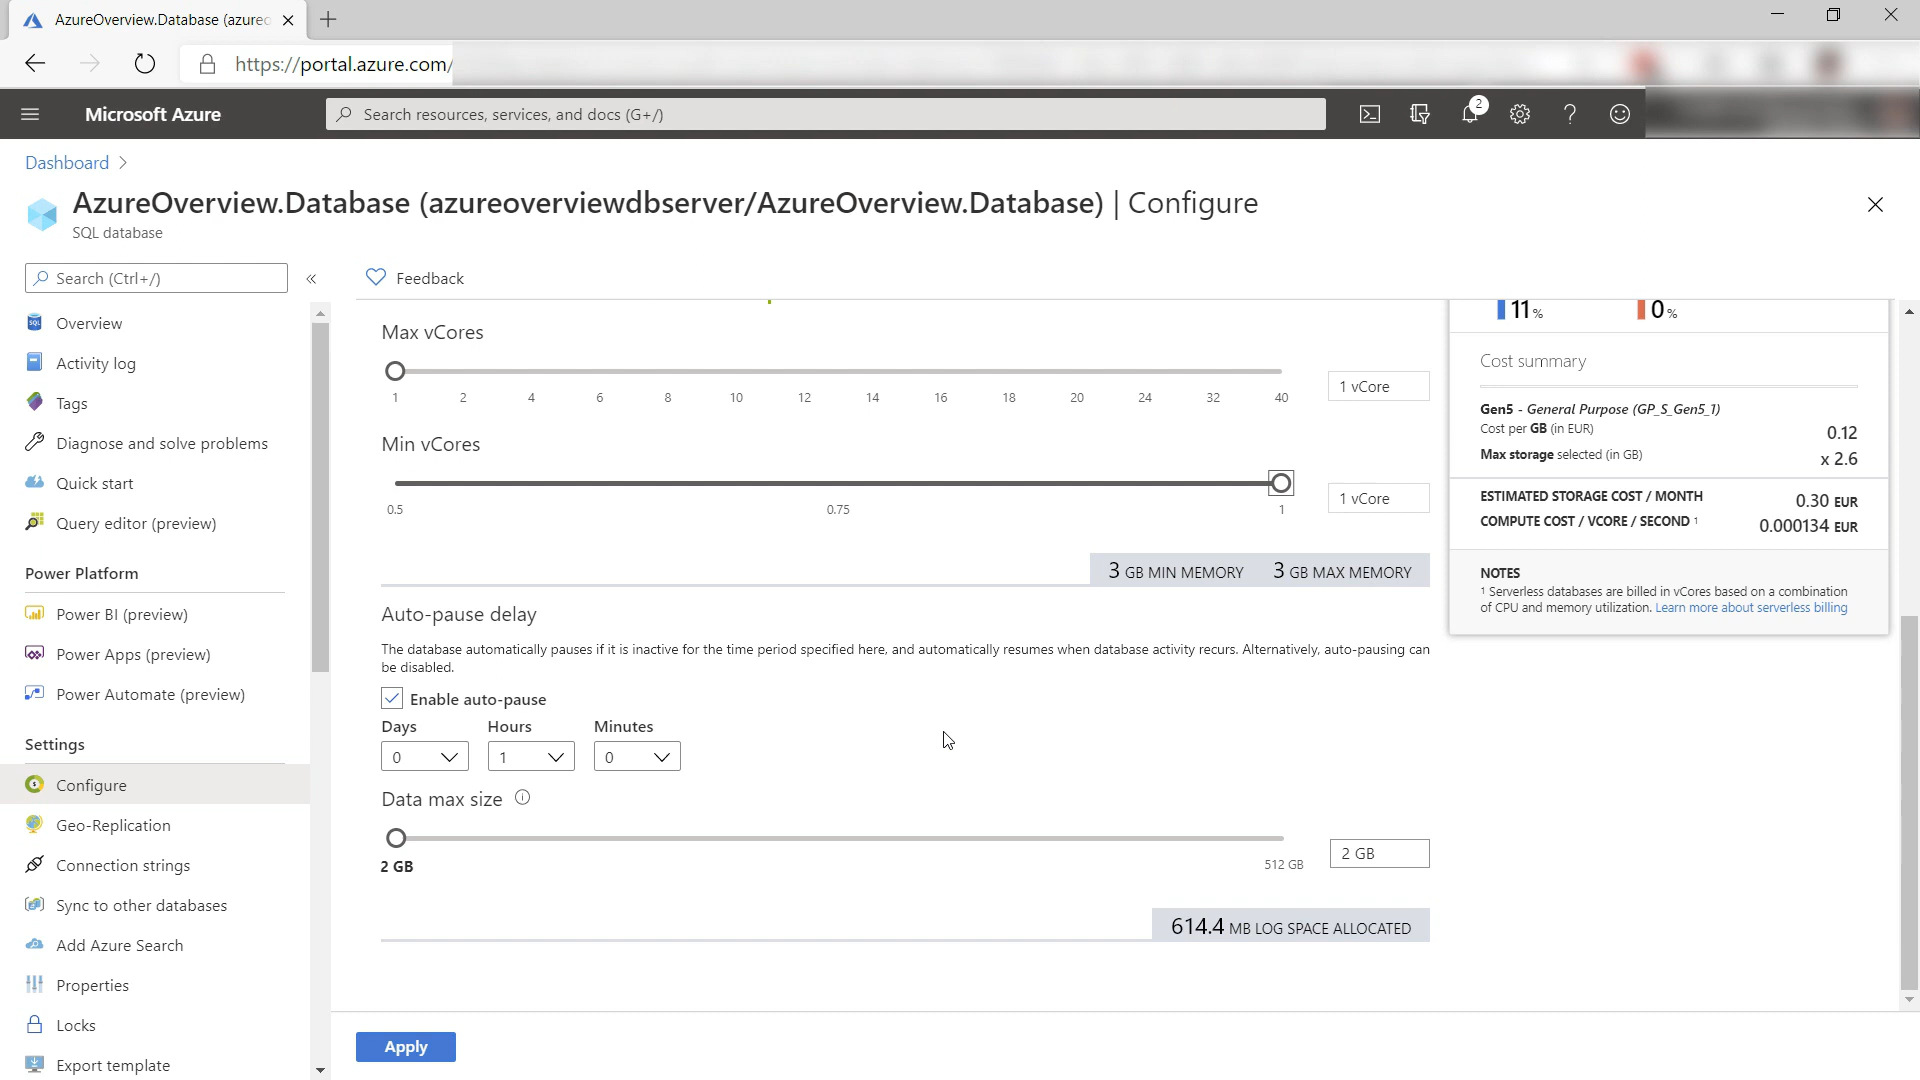 AzureOverview.Database (azureo
https://portal.azure.com/
Microsoft Azure
Search resources, services, and docs (G+/)
2
Dashboard >
AzureOverview.Database (azureoverviewdbserver/AzureOverview.Database) | Configure
SQL database
Search (Ctrl+/)
«
Overview
Activity log
Tags
Diagnose and solve problems
Quick start
Query editor (preview)
Power Platform
Power BI (preview)
Power Apps (preview)
Power Automate (preview)
Settings
Configure
Geo-Replication
Connection strings
Sync to other databases
Add Azure Search
Properties
Locks
Export template
Feedback
Max vCores
1 2 4 6 8 10 12 14 16 18 20 24 32 40
1 vCore
Min vCores
0.5 0.75 1
1 vCore
3 GB MIN MEMORY 3 GB MAX MEMORY
Auto-pause delay
The database automatically pauses if it is inactive for the time period specified here, and automatically resumes when database activity recurs. Alternatively, auto-pausing can
be disabled.
Enable auto-pause
Days Hours Minutes
0 1 0
Data max size
2 GB 512 GB
2 GB
614.4 MB LOG SPACE ALLOCATED
Apply
11 % 0 %
Cost summary
Gen5 - General Purpose (GP_S_Gen5_1)
Cost per GB (in EUR) 0.12
Max storage selected (in GB) x 2.6
ESTIMATED STORAGE COST / MONTH 0.30 EUR
COMPUTE COST / VCORE / SECOND 1 0.000134 EUR
NOTES
1 Serverless databases are billed in vCores based on a combination
of CPU and memory utilization. Learn more about serverless billing